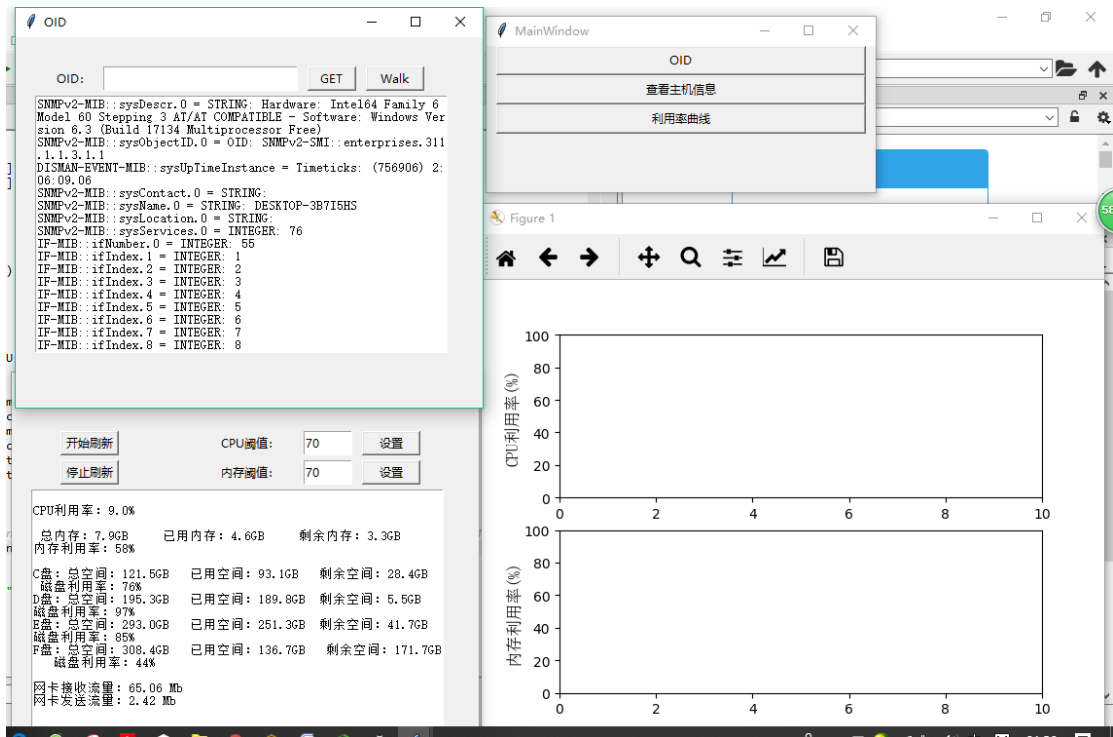 OID
OID:
GET
Walk
SNMPv2-MIB::sysDescr.0 = STRING: Hardware: Intel64 Family 6
Model 60 Stepping 3 AT/AT COMPATIBLE - Software: Windows Ver
sion 6.3 (Build 17134 Multiprocessor Free)
SNMPv2-MIB::sysObjectID.0 = OID: SNMPv2-SMI::enterprises.311
.1.1.3.1.1
DISMAN-EVENT-MIB::sysUpTimeInstance = Timeticks: (756906) 2:
06:09.06
SNMPv2-MIB::sysContact.0 = STRING:
SNMPv2-MIB::sysName.0 = STRING: DESKTOP-3B7I5HS
SNMPv2-MIB::sysLocation.0 = STRING:
SNMPv2-MIB::sysServices.0 = INTEGER: 76
IF-MIB::ifNumber.0 = INTEGER: 55
IF-MIB::ifIndex.1 = INTEGER: 1
IF-MIB::ifIndex.2 = INTEGER: 2
IF-MIB::ifIndex.3 = INTEGER: 3
IF-MIB::ifIndex.4 = INTEGER: 4
IF-MIB::ifIndex.5 = INTEGER: 5
IF-MIB::ifIndex.6 = INTEGER: 6
IF-MIB::ifIndex.7 = INTEGER: 7
IF-MIB::ifIndex.8 = INTEGER: 8
开始刷新
CPU阈值:
70
设置
停止刷新
内存阈值:
70
设置
CPU利用率: 9.0%
总内存: 7.9GB 已用内存: 4.6GB 剩余内存: 3.3GB
内存利用率: 58%
C盘: 总空间: 121.5GB 已用空间: 93.1GB 剩余空间: 28.4GB
磁盘利用率: 76%
D盘: 总空间: 195.3GB 已用空间: 189.8GB 剩余空间: 5.5GB
磁盘利用率: 97%
E盘: 总空间: 293.0GB 已用空间: 251.3GB 剩余空间: 41.7GB
磁盘利用率: 85%
F盘: 总空间: 308.4GB 已用空间: 136.7GB 剩余空间: 171.7GB
磁盘利用率: 44%
网卡接收流量: 65.06 Mb
网卡发送流量: 2.42 Mb
MainWindow
OID
查看主机信息
利用率曲线
58
Figure 1
CPU利用率(%)
100
80
60
40
20
0
0 2 4 6 8 10
内存利用率(%)
100
80
60
40
20
0
0 2 4 6 8 10